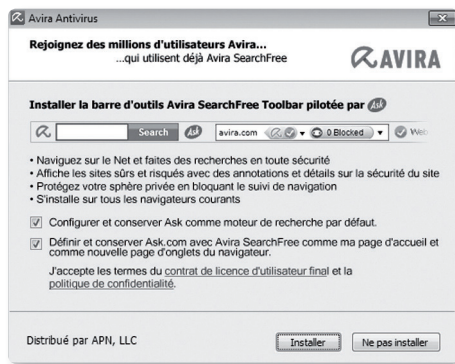 Avira Antivirus
Rejoignez des millions d'utilisateurs Avira...
...qui utilisent déjà Avira SearchFree
AVIRA
Installer la barre d'outils Avira SearchFree Toolbar pilotée par Ask
Search Ask avira.com 0 Blocked Web
• Naviguez sur le Net et faites des recherches en toute sécurité
• Affiche les sites sûrs et risqués avec des annotations et détails sur la sécurité du site
• Protégez votre sphère privée en bloquant le suivi de navigation
• S'installe sur tous les navigateurs courants
Configurer et conserver Ask comme moteur de recherche par défaut.
Définir et conserver Ask.com avec Avira SearchFree comme ma page d'accueil et
comme nouvelle page d'onglets du navigateur.
J'accepte les termes du contrat de licence d'utilisateur final et la
politique de confidentialité.
Distribué par APN, LLC
Installer
Ne pas installer